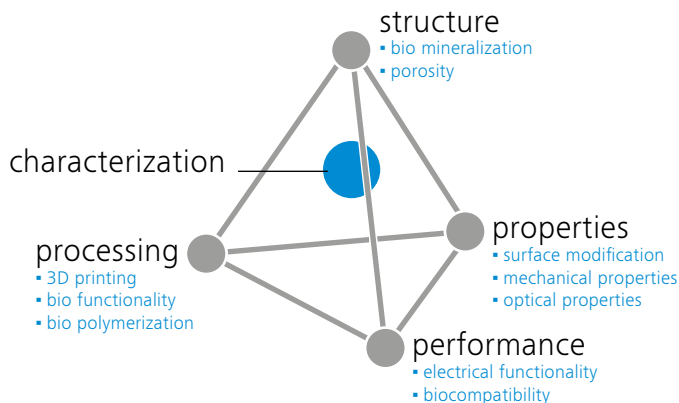 structure
▪ bio mineralization
▪ porosity
characterization
properties
▪ surface modification
▪ mechanical properties
▪ optical properties
processing
▪ 3D printing
▪ bio functionality
▪ bio polymerization
performance
▪ electrical functionality
▪ biocompatibility